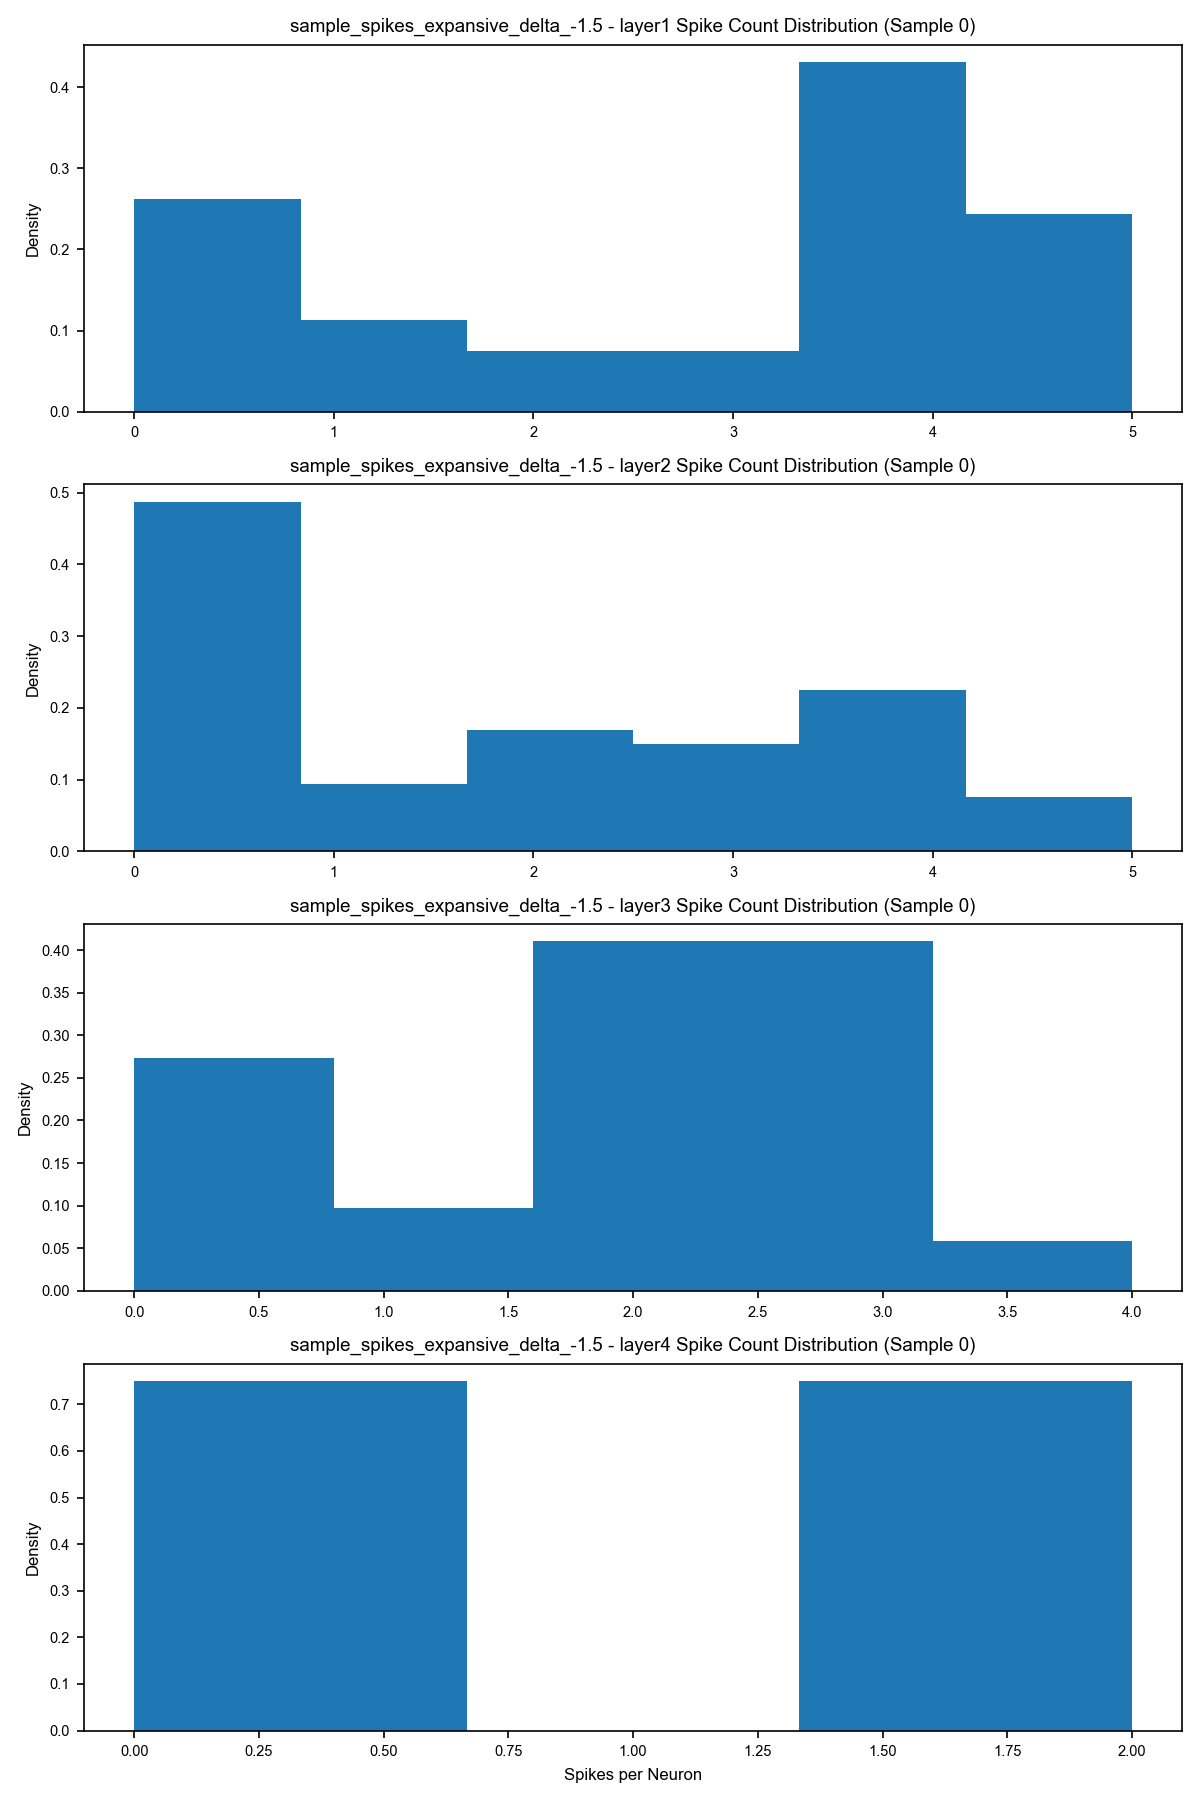 sample_spikes_expansive_delta_-1.5 - layer1 Spike Count Distribution (Sample 0)
0.4
0.3
0.2
0.1
0.0
Density
0 1 2 3 4 5
sample_spikes_expansive_delta_-1.5 - layer2 Spike Count Distribution (Sample 0)
0.5
0.4
0.3
0.2
0.1
0.0
Density
0 1 2 3 4 5
sample_spikes_expansive_delta_-1.5 - layer3 Spike Count Distribution (Sample 0)
0.40
0.35
0.30
0.25
0.20
0.15
0.10
0.05
0.00
Density
0.0 0.5 1.0 1.5 2.0 2.5 3.0 3.5 4.0
sample_spikes_expansive_delta_-1.5 - layer4 Spike Count Distribution (Sample 0)
0.7
0.6
0.5
0.4
0.3
0.2
0.1
0.0
Density
0.00 0.25 0.50 0.75 1.00 1.25 1.50 1.75 2.00
Spikes per Neuron